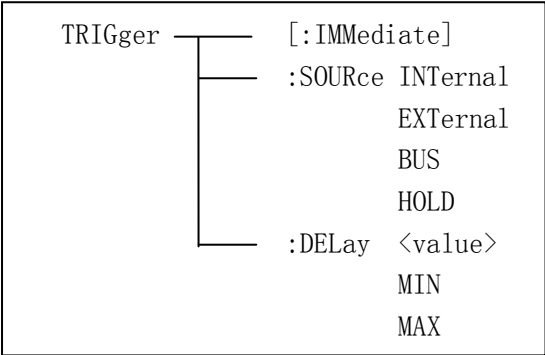 TRIGger [:IMMediate]
:SOURce INTernal
EXTernal
BUS
HOLD
:DELay <value>
MIN
MAX